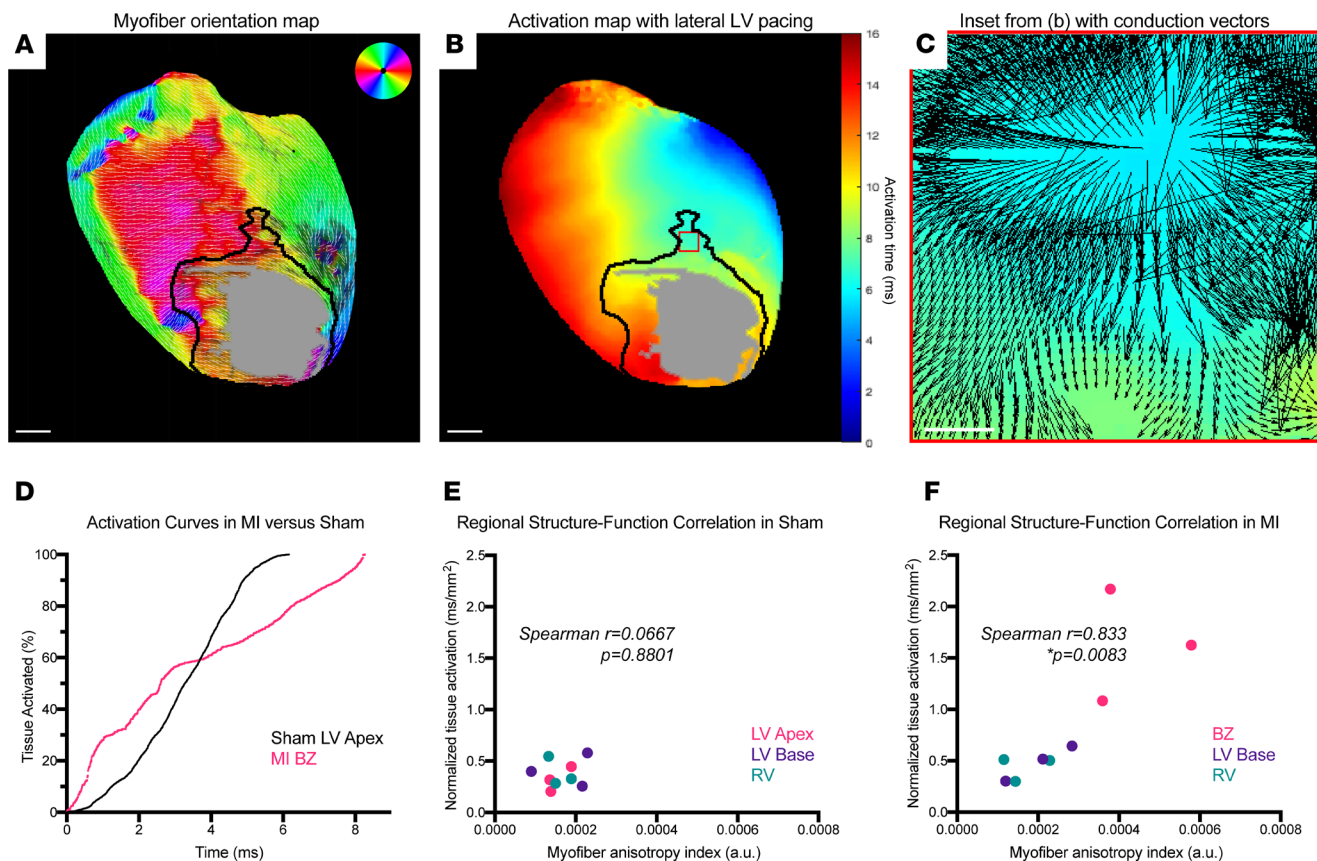 Myofiber orientation map
Activation map with lateral LV pacing
Inset from (b) with conduction vectors
A
B
C
16
14
12
10
8
6
4
2
0
Activation time (ms)
D
E
F
Activation Curves in MI versus Sham
Regional Structure-Function Correlation in Sham
Regional Structure-Function Correlation in MI
Tissue Activated (%)
100
80
60
40
20
0
0
2
4
6
8
Time (ms)
Sham LV Apex
MI BZ
Normalized tissue activation (ms/mm²)
2.5
2.0
1.5
1.0
0.5
0.0
0.0000
0.0002
0.0004
0.0006
0.0008
Myofiber anisotropy index (a.u.)
Spearman r=0.0667
p=0.8801
LV Apex
LV Base
RV
Normalized tissue activation (ms/mm²)
2.5
2.0
1.5
1.0
0.5
0.0
0.0000
0.0002
0.0004
0.0006
0.0008
Myofiber anisotropy index (a.u.)
Spearman r=0.833
*p=0.0083
BZ
LV Base
RV